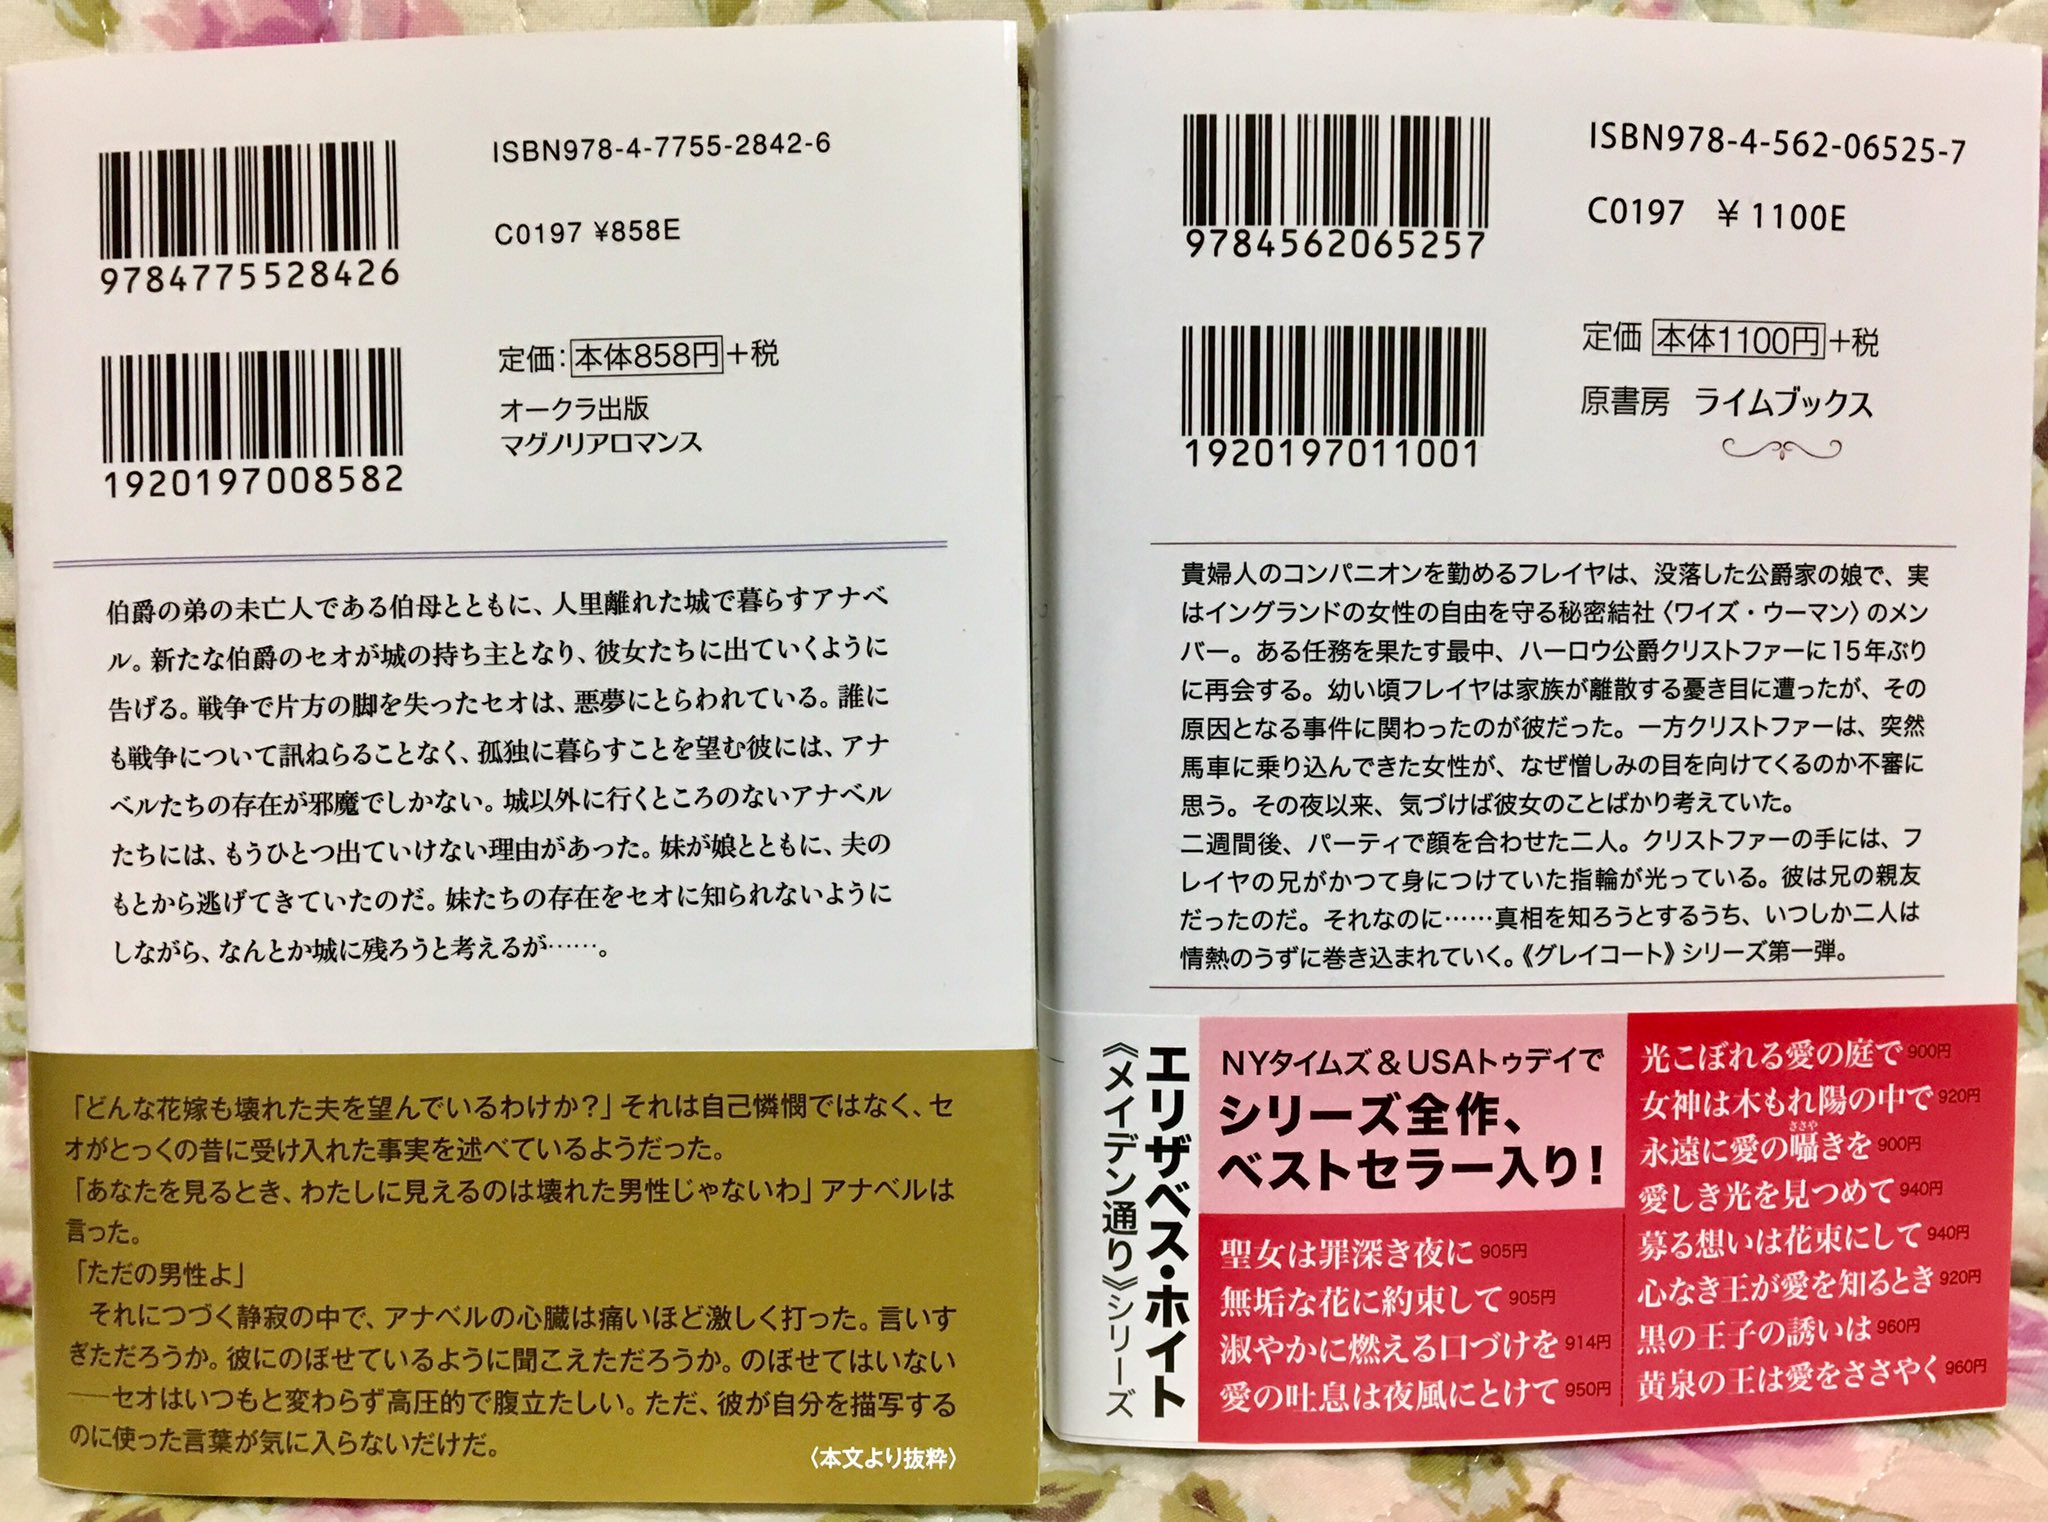 ISBN978-4-7755-2842-6
9784775528426
C0197 ¥858E
定価:本体858円+税
オークラ出版
マグノリアロマンス
1920197008582
伯爵の弟の未亡人である伯母とともに、人里離れた城で暮らすアナベ
ル。新たな伯爵のセオが城の持ち主となり、彼女たちに出ていくように
告げる。戦争で片方の脚を失ったセオは、悪夢にとらわれている。誰に
も戦争について訊ねらることなく、孤独に暮らすことを望む彼には、アナ
ベルたちの存在が邪魔でしかない。城以外に行くところのないアナベル
たちには、もうひとつ出ていけない理由があった。妹が娘とともに、夫の
もとから逃げてきていたのだ。妹たちの存在をセオに知られないように
しながら、なんとか城に残ろうと考えるが……。
「どんな花嫁も壊れた夫を望んでいるわけか?」それは自己憐憫ではなく、セ
オがとっくの昔に受け入れた事実を述べているようだった。
「あなたを見るとき、わたしに見えるのは壊れた男性じゃないわ」アナベルは
言った。
「ただの男性よ」
それにつづく静寂の中で、アナベルの心臓は痛いほど激しく打った。言いす
ぎただろうか。彼にのぼせているように聞こえただろうか。のぼせてはいない
──セオはいつもと変わらず高圧的で腹立たしい。ただ、彼が自分を描写する
のに使った言葉が気に入らないだけだ。
〈本文より抜粋〉
ISBN978-4-562-06525-7
9784562065257
C0197 ¥1100E
定価 本体1100円+税
原書房 ライムブックス
1920197011001
貴婦人のコンパニオンを勤めるフレイヤは、没落した公爵家の娘で、実
はイングランドの女性の自由を守る秘密結社〈ワイズ・ウーマン〉のメン
バー。ある任務を果たす最中、ハーロウ公爵クリストファーに15年ぶり
に再会する。幼い頃フレイヤは家族が離散する憂き目に遭ったが、その
原因となる事件に関わったのが彼だった。一方クリストファーは、突然
馬車に乗り込んできた女性が、なぜ憎しみの目を向けてくるのか不審に
思う。その夜以来、気づけば彼女のことばかり考えていた。
二週間後、パーティで顔を合わせた二人。クリストファーの手には、フ
レイヤの兄がかつて身につけていた指輪が光っている。彼は兄の親友
だったのだ。それなのに……真相を知ろうとするうち、いつしか二人は
情熱のうずに巻き込まれていく。《グレイコート》シリーズ第一弾。
エリザベス・ホイト
《メイデン通り》シリーズ
NYタイムズ&USAトゥデイで
シリーズ全作、
ベストセラー入り!
聖女は罪深き夜に 905円
無垢な花に約束して 905円
淑やかに燃える口づけを 914円
愛の吐息は夜風にとけて 950円
光こぼれる愛の庭で 900円
女神は木もれ陽の中で 920円
ささや
永遠に愛の囁きを 900円
愛しき光を見つめて 940円
募る想いは花束にして 940円
心なき王が愛を知るとき 920円
黒の王子の誘いは 960円
黄泉の王は愛をささやく 960円